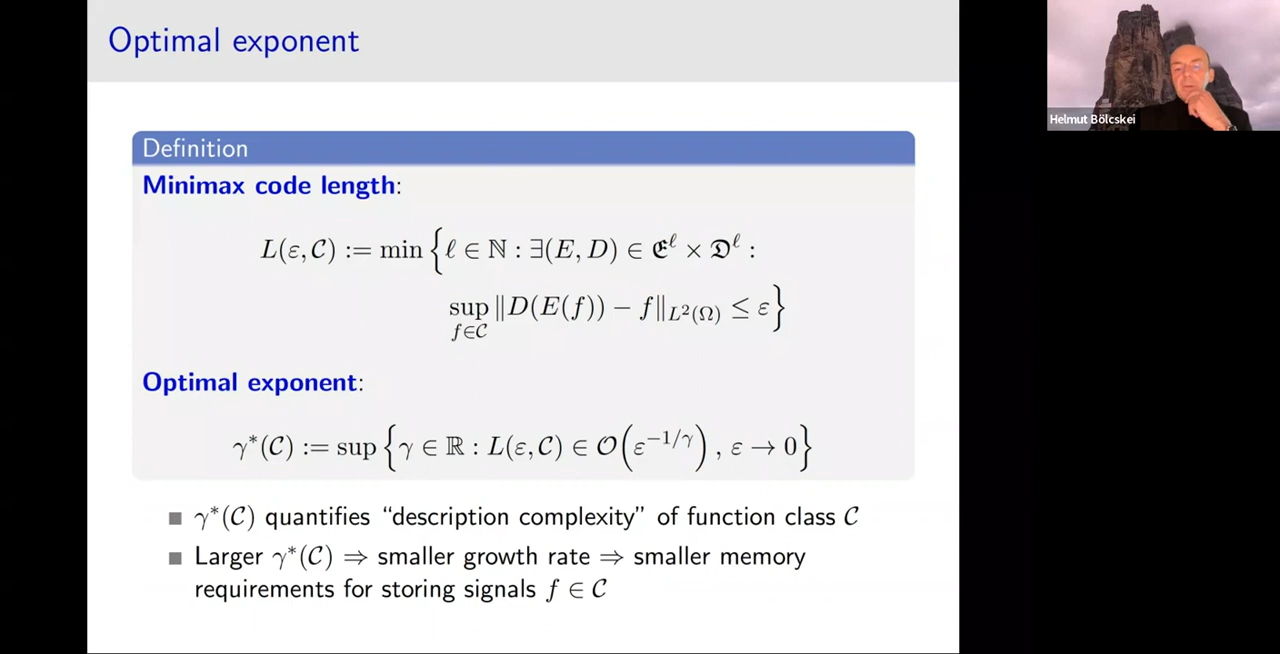 Optimal exponent
Definition
Minimax code length:
L(ε, 𝒞) := min { ℓ ∈ ℕ : ∃(E, D) ∈ 𝕰^ℓ × 𝕯^ℓ :
sup_{f∈𝒞} ‖D(E(f)) − f‖_{L²(Ω)} ≤ ε }
Optimal exponent:
γ*(𝒞) := sup { γ ∈ ℝ : L(ε, 𝒞) ∈ 𝒪(ε^{−1/γ}) , ε → 0 }
■ γ*(𝒞) quantifies “description complexity” of function class 𝒞
■ Larger γ*(𝒞) ⇒ smaller growth rate ⇒ smaller memory
requirements for storing signals f ∈ 𝒞
Helmut Bölcskei